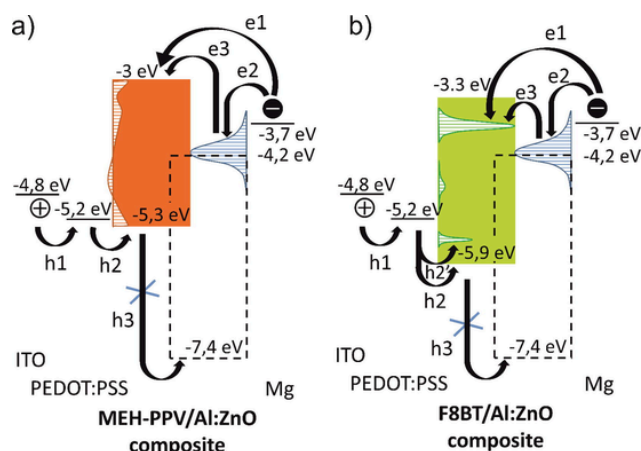 a)
e1
e3
e2
-3 eV
-3,7 eV
-4,2 eV
-4,8 eV
-5,2 eV
-5,3 eV
h1
h2
h3
-7,4 eV
ITO
PEDOT:PSS
Mg
MEH-PPV/Al:ZnO
composite
b)
e1
e2
e3
-3.3 eV
-3,7 eV
-4,2 eV
-4,8 eV
-5,2 eV
-5,9 eV
h1
h2'
h2
h3
-7,4 eV
ITO
PEDOT:PSS
Mg
F8BT/Al:ZnO
composite